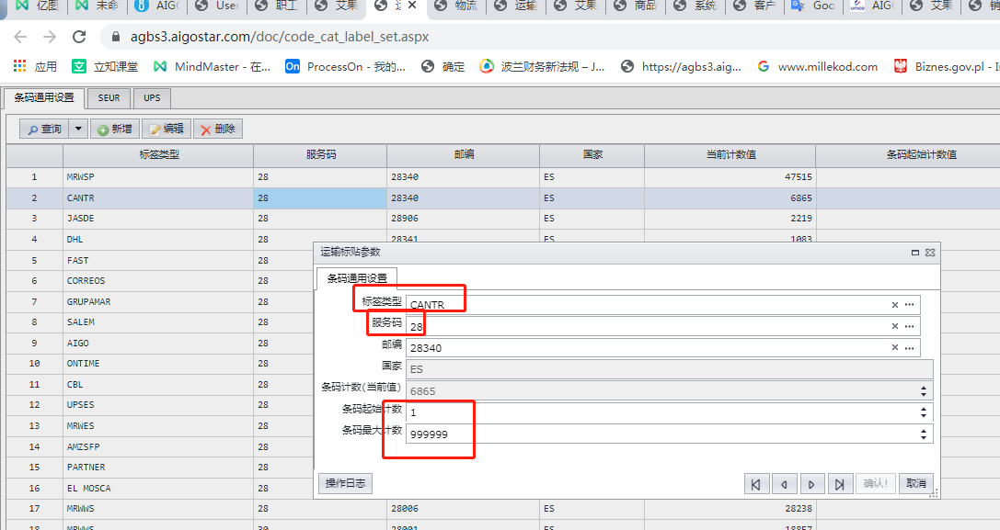 亿图 未命 AIGO User 职工 艾果 物流 运输 艾果 商品 系统 客户 Goo AIGO 艾果 销
agbs3.aigostar.com/doc/code_cat_label_set.aspx
应用 立知课堂 MindMaster - 在... ProcessOn - 我的... 确定 波兰财务新法规 – J... https://agbs3.aig... www.millekod.com Biznes.gov.pl - In
条码通用设置 SEUR UPS
查询 新增 编辑 删除
标签类型 服务码 邮编 国家 当前计数值 条码起始计数值
1 MRWSP 28 28340 ES 47515
2 CANTR 28 28340 ES 6865
3 JASDE 28 28906 ES 2219
4 DHL 28 28341 ES 1083
5 FAST 28
6 CORREOS 28
7 GRUPAMAR 28
8 SALEM 28
9 AIGO 28
10 ONTIME 28
11 CBL 28
12 UPSES 28
13 MRWES 28
14 AMZSFP 28
15 PARTNER 28
16 EL MOSCA 28
17 MRWWS 28 28006 ES 28238
18 MRWWS 30 28001 ES 18857
运输标贴参数
条码通用设置
标签类型 CANTR
服务码 28
邮编 28340
国家 ES
条码计数(当前值) 6865
条码起始计数 1
条码最大计数 999999
操作日志 确认! 取消